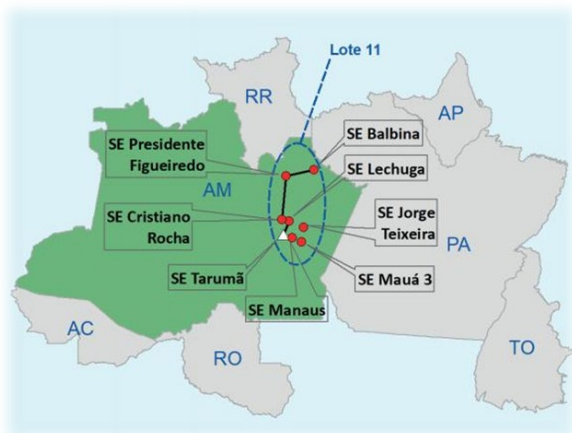 Lote 11
RR
AP
SE Balbina
SE Presidente
Figueiredo
SE Lechuga
AM
SE Cristiano
Rocha
SE Jorge
Teixeira
PA
SE Tarumã
SE Mauá 3
SE Manaus
AC
RO
TO